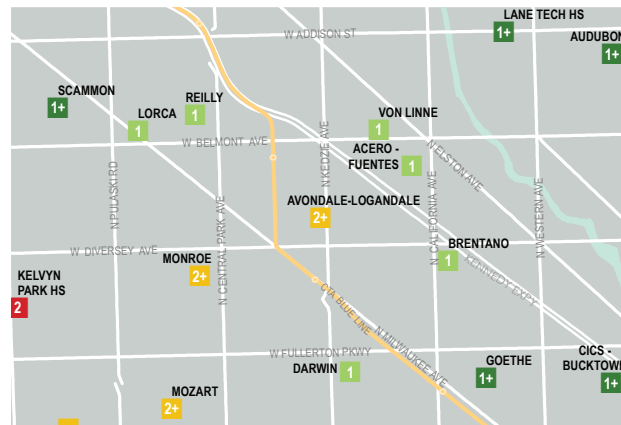 LANE TECH HS
1+
W ADDISON ST
AUDUBON
1+
SCAMMON
1+
REILLY
1
LORCA
1
VON LINNE
1
W BELMONT AVE
ACERO -
FUENTES
1
N KEDZIE AVE
N ELSTON AVE
N PULASKI RD
N CENTRAL PARK AVE
N CALIFORNIA AVE
N WESTERN AVE
AVONDALE-LOGANDALE
2+
W DIVERSEY AVE
BRENTANO
1
MONROE
2+
KENNEDY EXPY
KELVYN
PARK HS
2
CTA BLUE LINE
N MILWAUKEE AVE
W FULLERTON PKWY
DARWIN
1
GOETHE
1+
CICS -
BUCKTOWN
1+
MOZART
2+